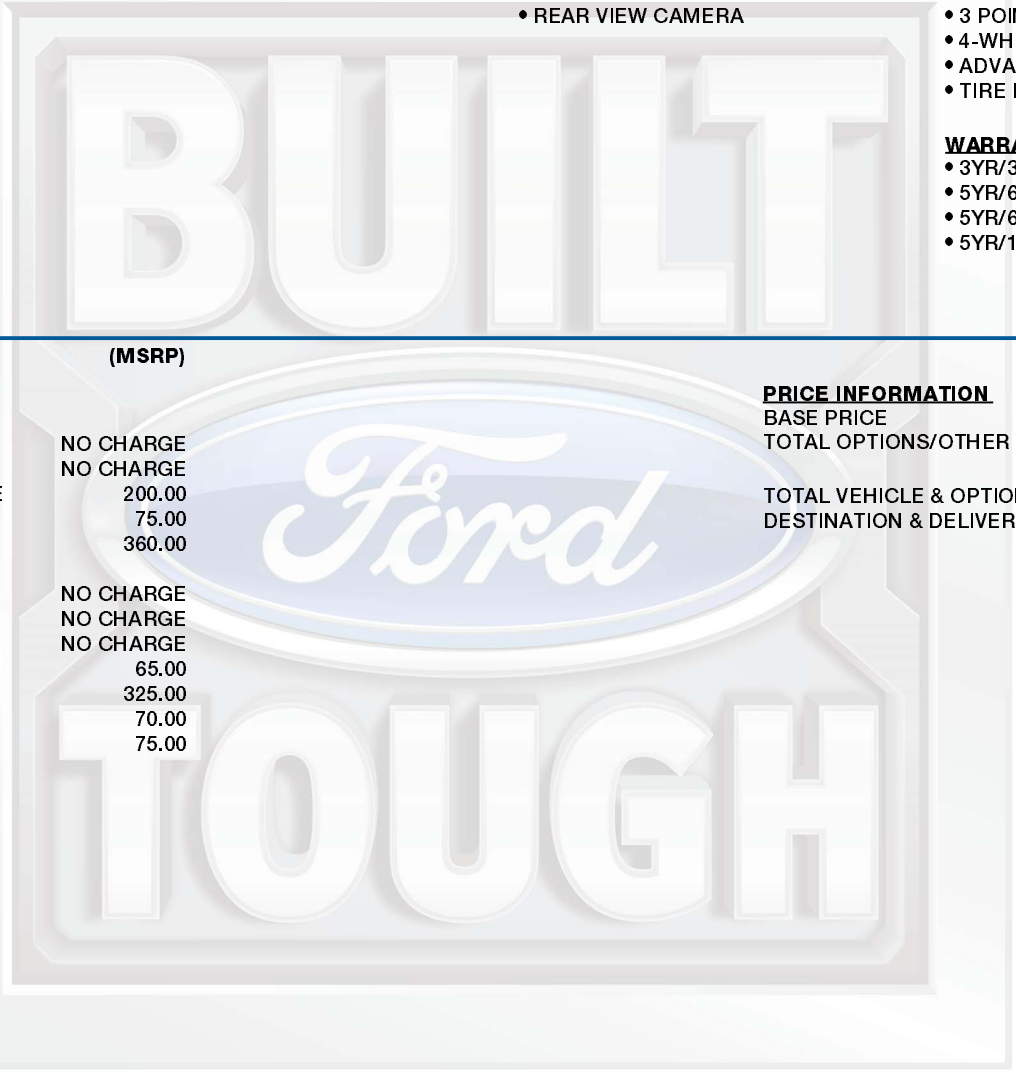 • REAR VIEW CAMERA
• 3 POI
• 4-WH
• ADVA
• TIRE
WARRA
• 3YR/3
• 5YR/6
• 5YR/6
• 5YR/1
BUILT
(MSRP)
NO CHARGE
NO CHARGE
200.00
75.00
360.00
NO CHARGE
NO CHARGE
NO CHARGE
65.00
325.00
70.00
75.00
Ford
PRICE INFORMATION
BASE PRICE
TOTAL OPTIONS/OTHER
TOTAL VEHICLE & OPTIO
DESTINATION & DELIVER
TOUGH